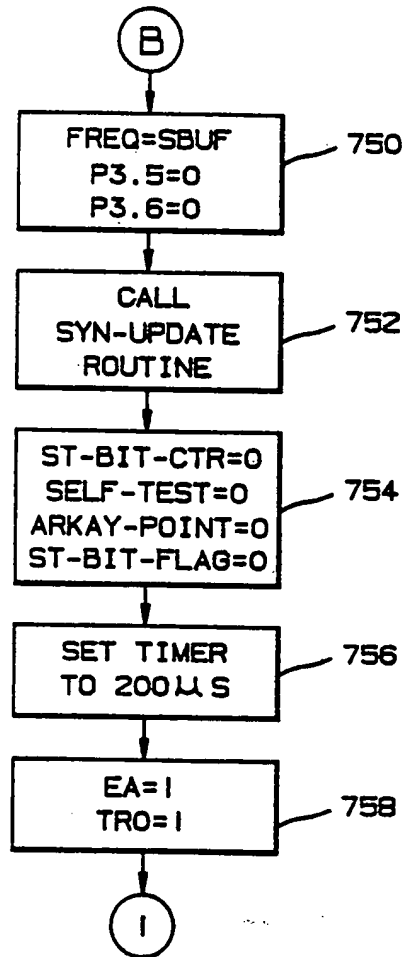 B
FREQ=SBUF
P3.5=0
P3.6=0
750
CALL
SYN-UPDATE
ROUTINE
752
ST-BIT-CTR=0
SELF-TEST=0
ARKAY-POINT=0
ST-BIT-FLAG=0
754
SET TIMER
TO 200µS
756
EA=1
TRO=1
758
1